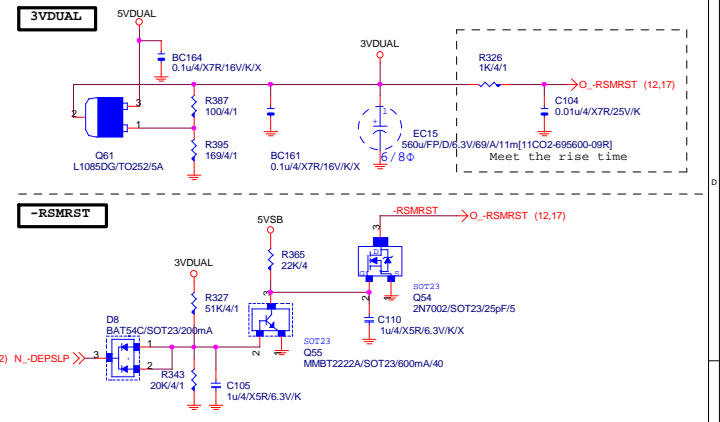 3VDUAL
5VDUAL
BC164
0.1u/4/X7R/16V/K/X
3VDUAL
R326
1K/4/1
O_-RSMRST (12,17)
2
3
1
R387
100/4/1
1
+
C104
0.01u/4/X7R/25V/K
EC15
560u/FP/D/6.3V/69/A/11m[11CO2-695600-09R]
R395
169/4/1
Q61
L1085DG/TO252/5A
BC161
0.1u/4/X7R/16V/K/X
6/8Φ
Meet the rise time
D
-RSMRST
5VSB
-RSMRST
O_-RSMRST (12,17)
3
R365
22K/4
D
G
S
3VDUAL
SOT23
Q54
2N7002/SOT23/25pF/5
2
1
R327
51K/4/1
3
C110
1u/4/X5R/6.3V/K/X
D8
BAT54C/SOT23/200mA
SOT23
Q55
MMBT2222A/SOT23/600mA/40
2
1
2) N_-DEPSLP
3
1
2
R343
20K/4/1
C105
1u/4/X5R/6.3V/K